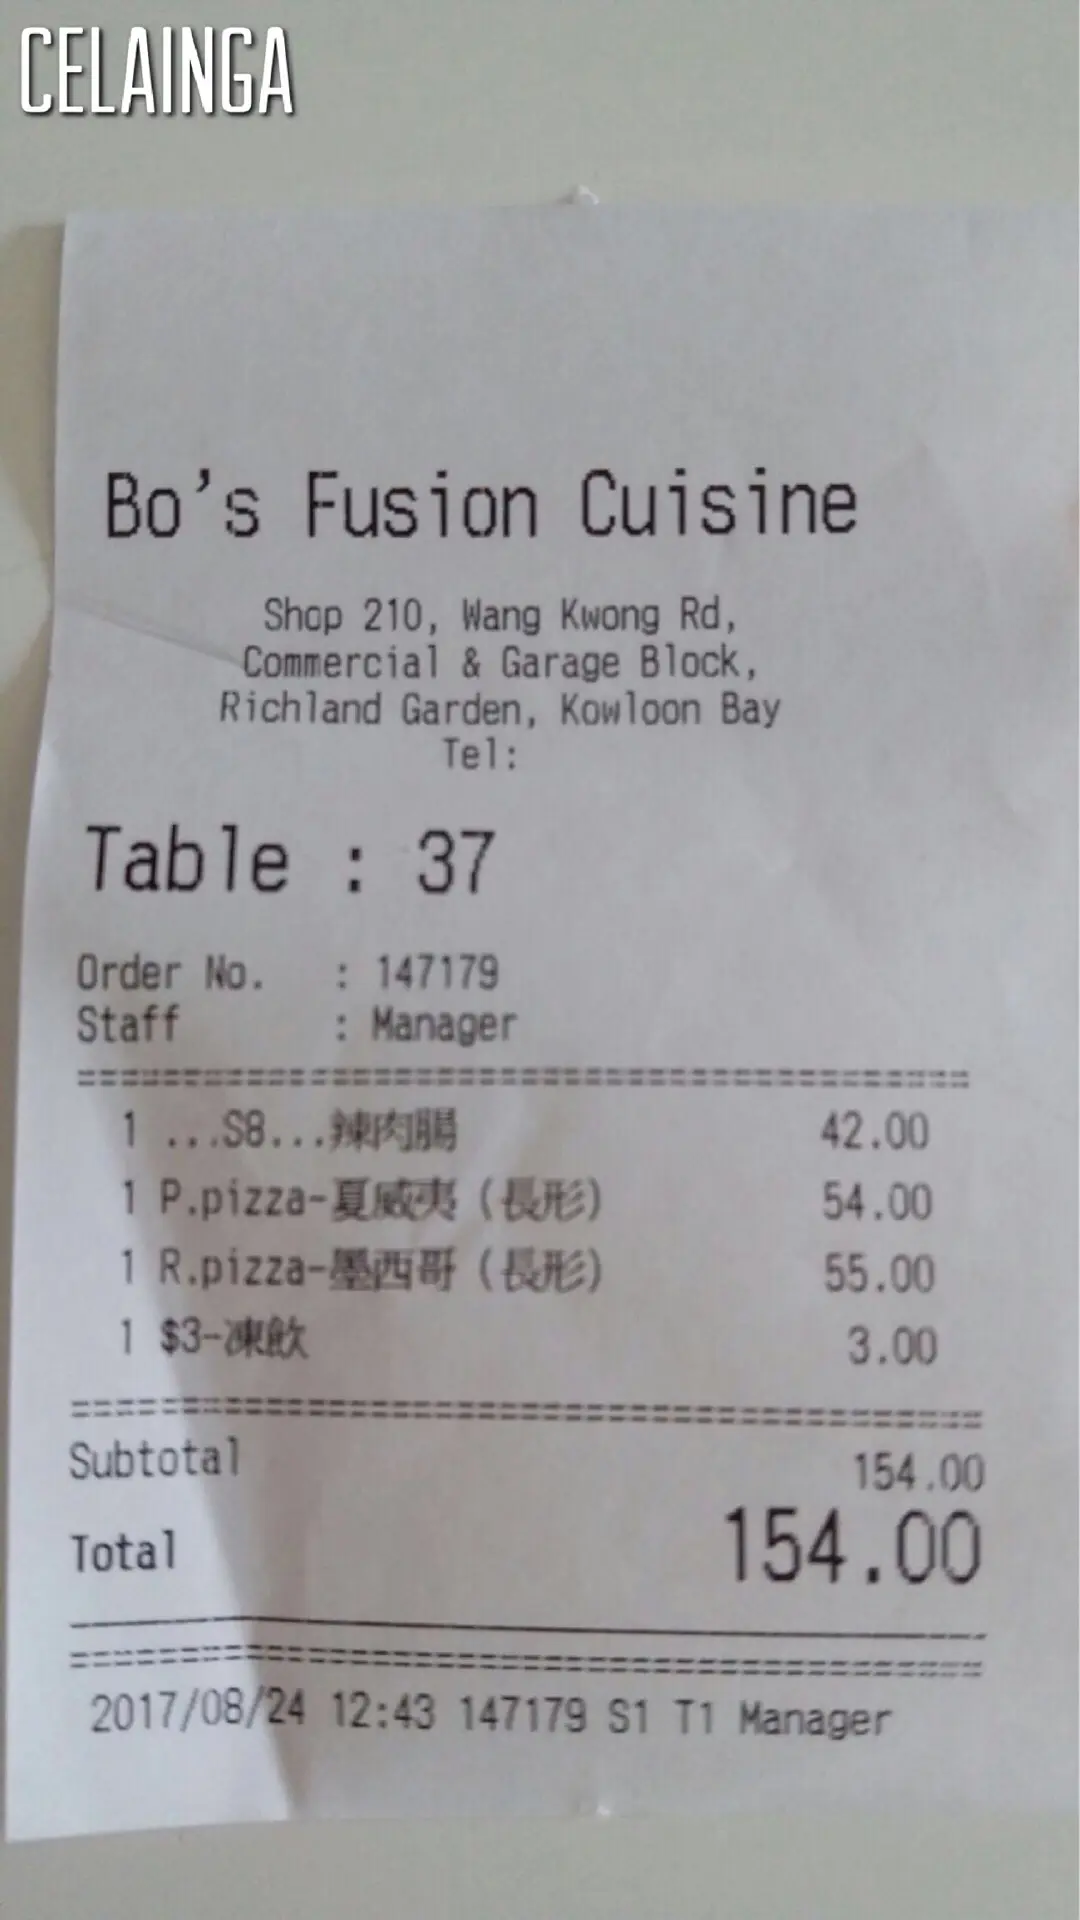 CELAINGA
Bo's Fusion Cuisine
Shop 210, Wang Kwong Rd,
Commercial & Garage Block,
Richland Garden, Kowloon Bay
Tel:
Table : 37
Order No. : 147179
Staff : Manager
1 ...S8...辣肉腸 42.00
1 P.pizza-夏威夷（長形） 54.00
1 R.pizza-墨西哥（長形） 55.00
1 $3-凍飲 3.00
Subtotal 154.00
Total 154.00
2017/08/24 12:43 147179 S1 T1 Manager